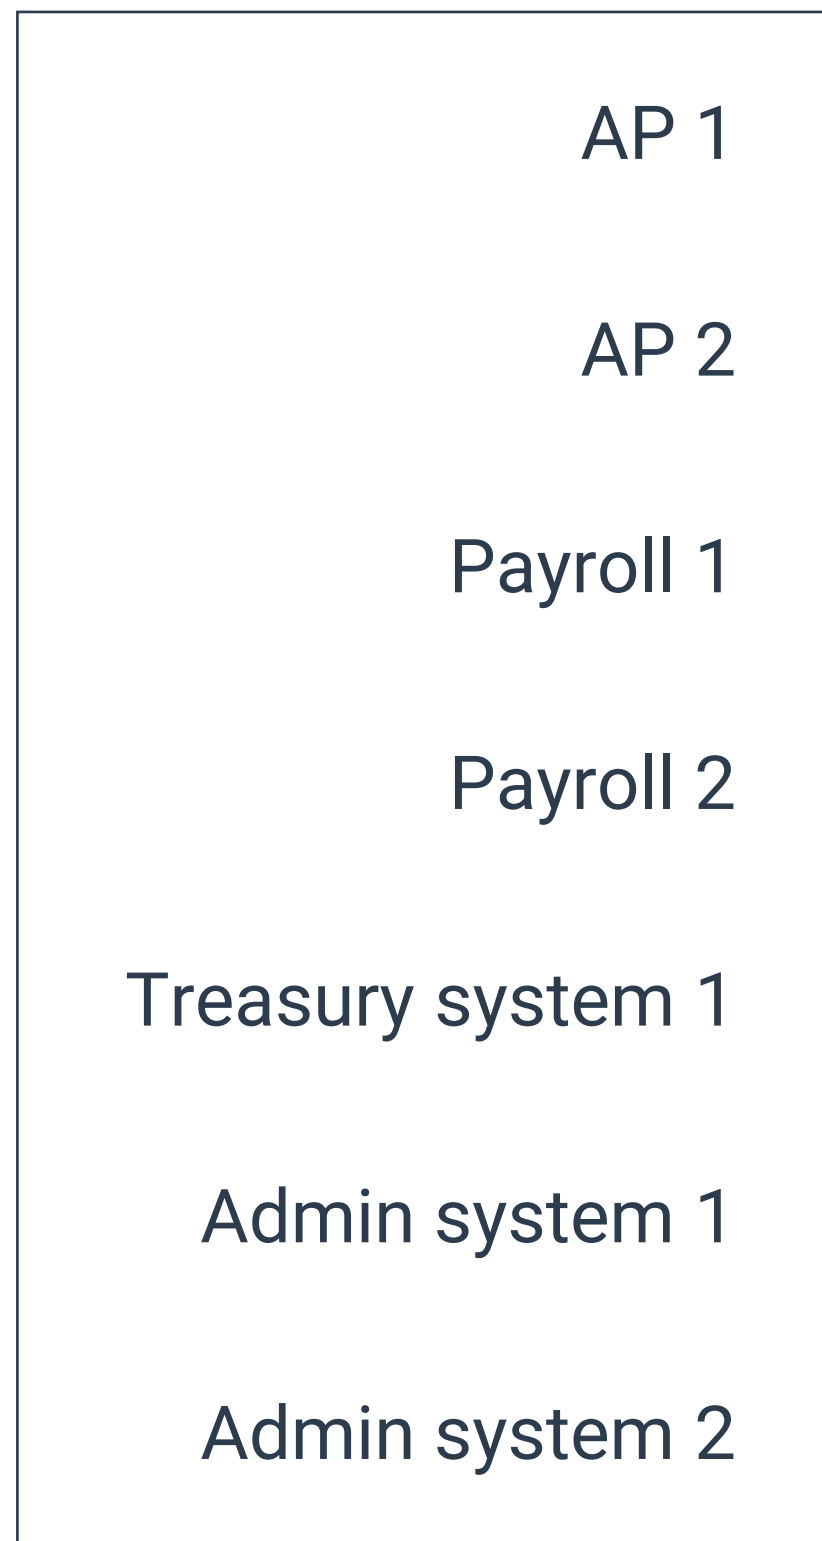 AP 1
AP 2
Payroll 1
Payroll 2
Treasury system 1
Admin system 1
Admin system 2